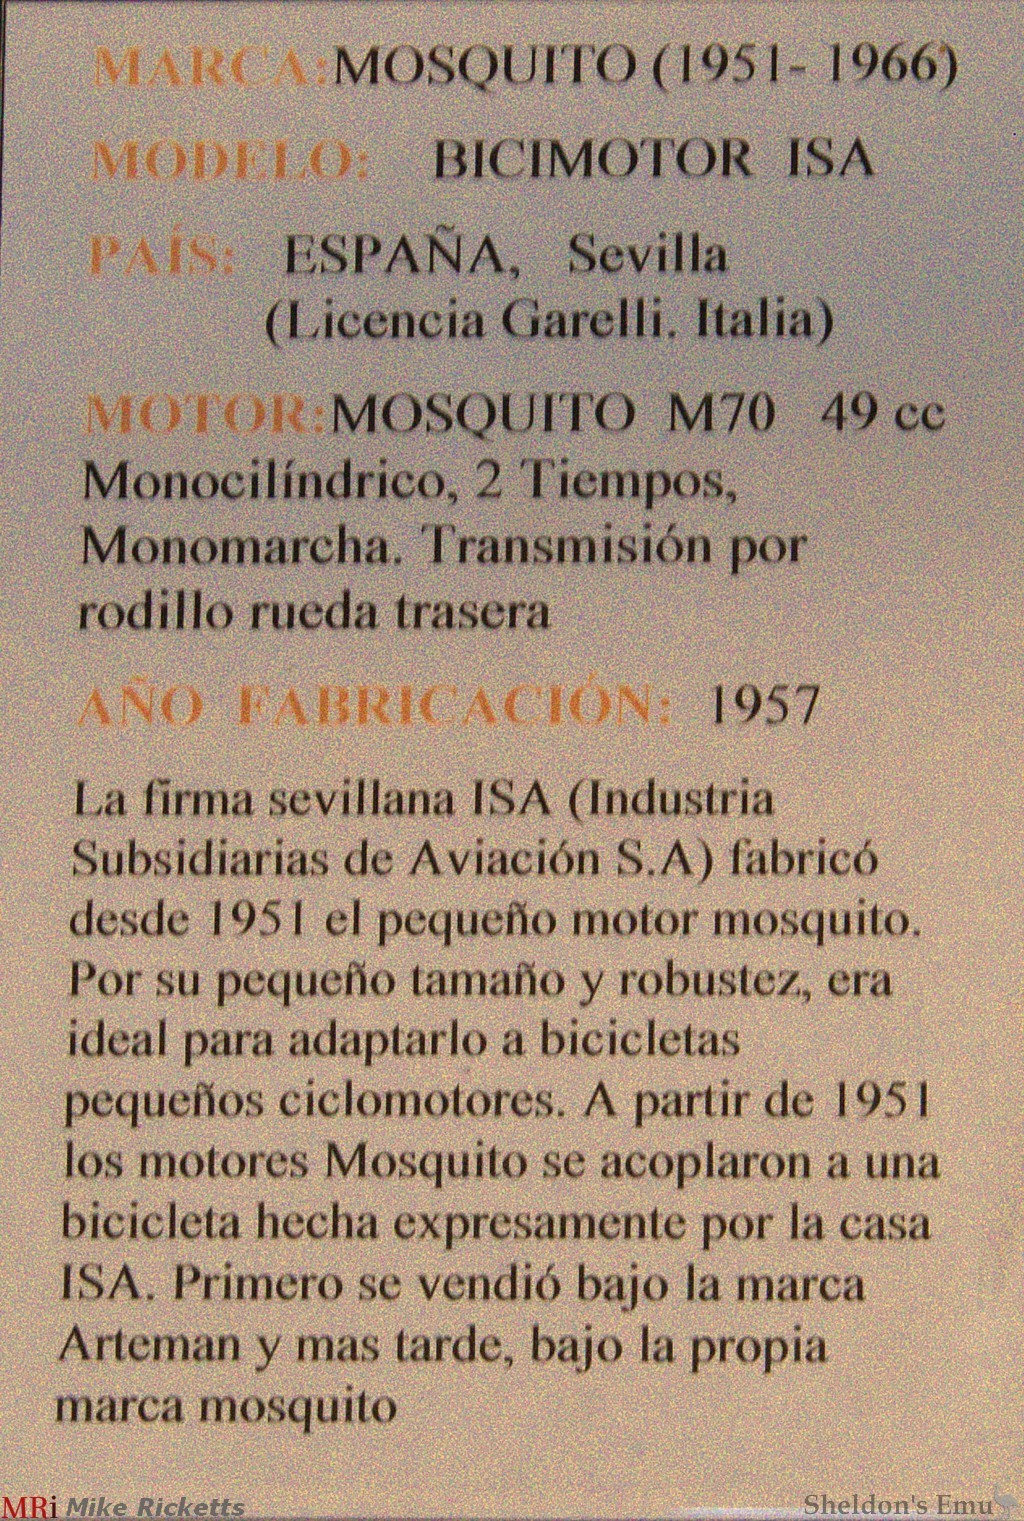 MARCA:MOSQUITO (1951- 1966)
MODELO: BICIMOTOR ISA
PAÍS: ESPAÑA, Sevilla
(Licencia Garelli. Italia)
MOTOR:MOSQUITO M70 49 cc
Monocilíndrico, 2 Tiempos,
Monomarcha. Transmisión por
rodillo rueda trasera
AÑO FABRICACIÓN: 1957
La firma sevillana ISA (Industria
Subsidiarias de Aviación S.A) fabricó
desde 1951 el pequeño motor mosquito.
Por su pequeño tamaño y robustez, era
ideal para adaptarlo a bicicletas
pequeños ciclomotores. A partir de 1951
los motores Mosquito se acoplaron a una
bicicleta hecha expresamente por la casa
ISA. Primero se vendió bajo la marca
Arteman y mas tarde, bajo la propia
marca mosquito
MRi Mike Ricketts
Sheldon's Emu